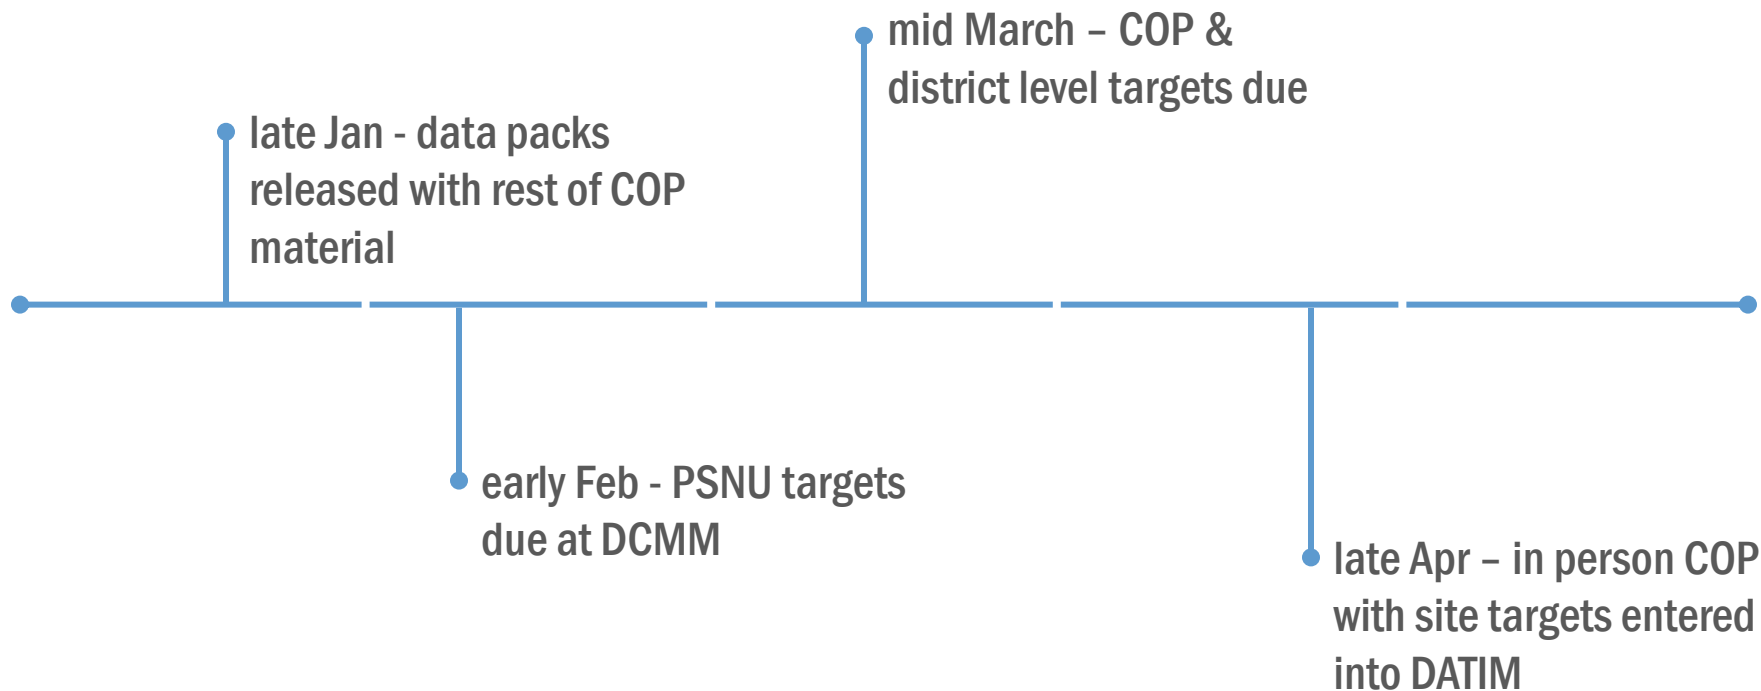 late Jan - data packs
released with rest of COP
material
early Feb - PSNU targets
due at DCMM
mid March – COP &
district level targets due
late Apr – in person COP
with site targets entered
into DATIM